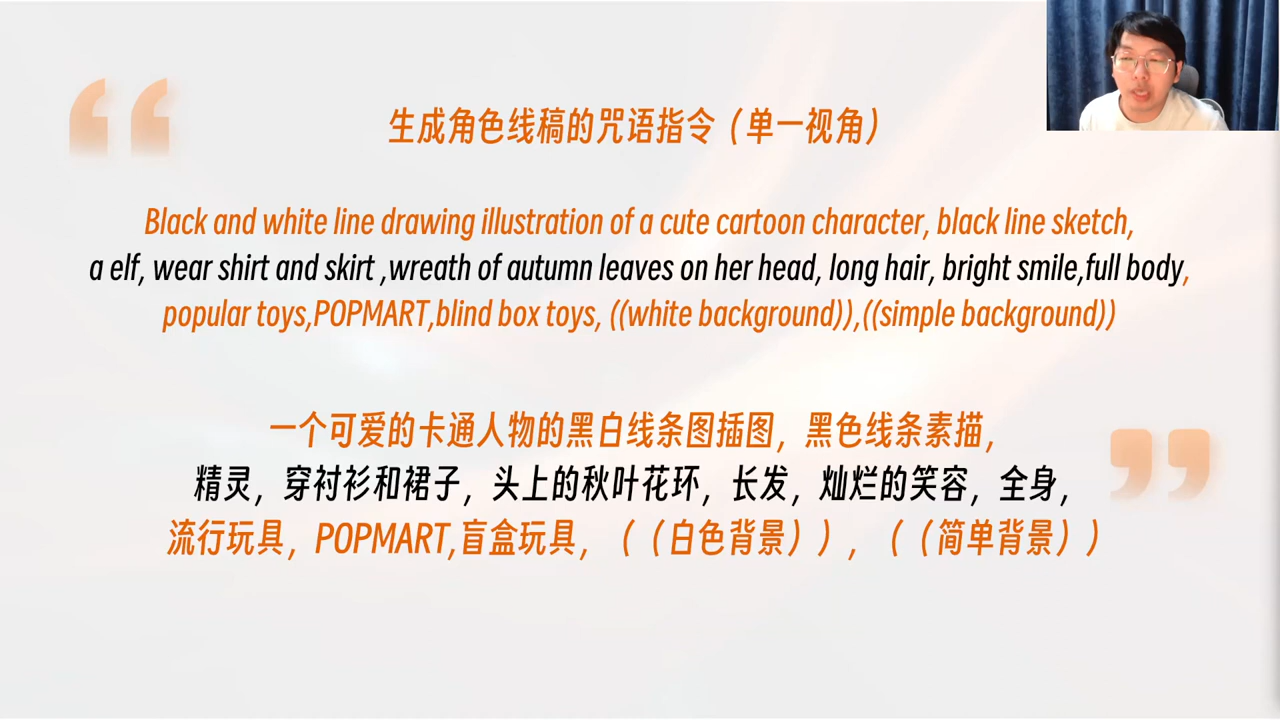 生成角色线稿的咒语指令（单一视角）
Black and white line drawing illustration of a cute cartoon character, black line sketch,
a elf, wear shirt and skirt ,wreath of autumn leaves on her head, long hair, bright smile,full body,
popular toys,POPMART,blind box toys, ((white background)),((simple background))
一个可爱的卡通人物的黑白线条图插图，黑色线条素描，
精灵，穿衬衫和裙子，头上的秋叶花环，长发，灿烂的笑容，全身，
流行玩具，POPMART,盲盒玩具，（（白色背景）），（（简单背景））